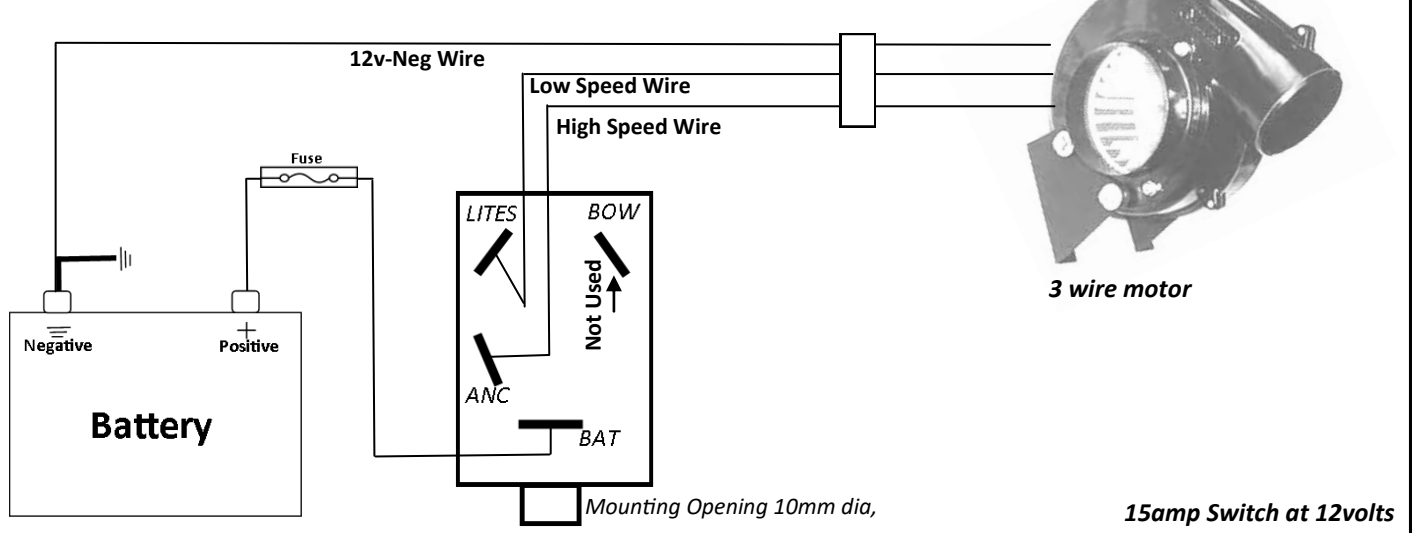 12v-Neg Wire
Low Speed Wire
High Speed Wire
Fuse
LITES
BOW
Not Used
3 wire motor
+
Negative
Positive
ANC
Battery
BAT
Mounting Opening 10mm dia,
15amp Switch at 12volts